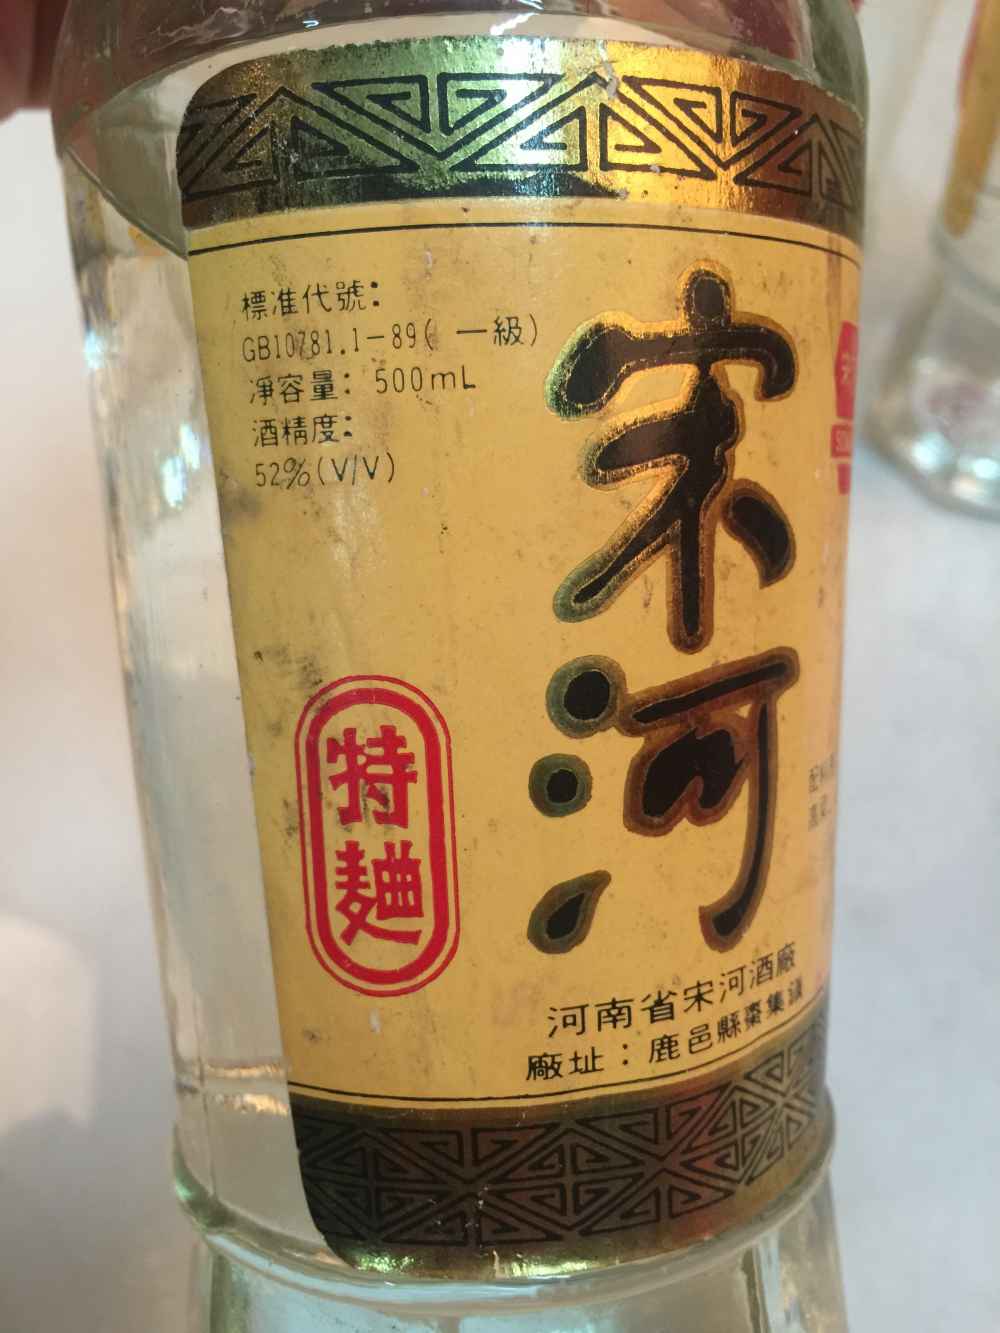 標准代號：
GB10781.1-89( 一級)
淨容量：500mL
酒精度：
52%(V/V)
宋河
特麯
河南省宋河酒廠
廠址：鹿邑縣棗集鎮